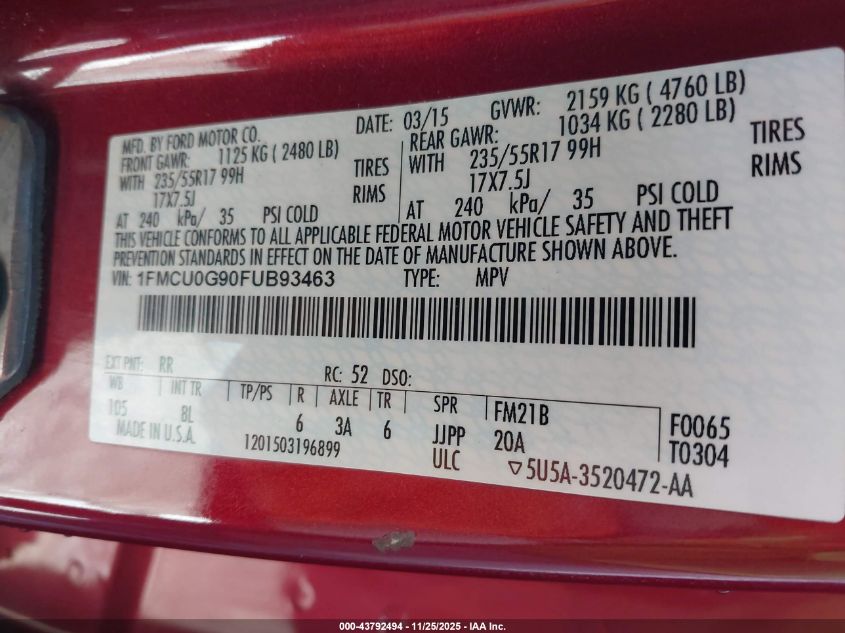 MFD. BY FORD MOTOR CO.
DATE: 03/15 GVWR: 2159 KG ( 4760 LB)
FRONT GAWR: 1125 KG ( 2480 LB)
WITH 235/55R17 99H TIRES
17X7.5J RIMS
AT 240 kPa/ 35 PSI COLD
REAR GAWR: 1034 KG ( 2280 LB)
WITH 235/55R17 99H TIRES
17X7.5J RIMS
AT 240 kPa/ 35 PSI COLD
THIS VEHICLE CONFORMS TO ALL APPLICABLE FEDERAL MOTOR VEHICLE SAFETY AND THEFT
PREVENTION STANDARDS IN EFFECT ON THE DATE OF MANUFACTURE SHOWN ABOVE.
VIN: 1FMCU0G90FUB93463 TYPE: MPV
EXT PNT: RR RC: 52 DSO:
WB INT TR TP/PS R AXLE TR SPR FM21B F0065
105 8L 6 3A 6 JJPP 20A T0304
MADE IN U.S.A. 1201503196899 ULC ▽5U5A-3520472-AA
000-43792494 - 11/25/2025 - IAA Inc.